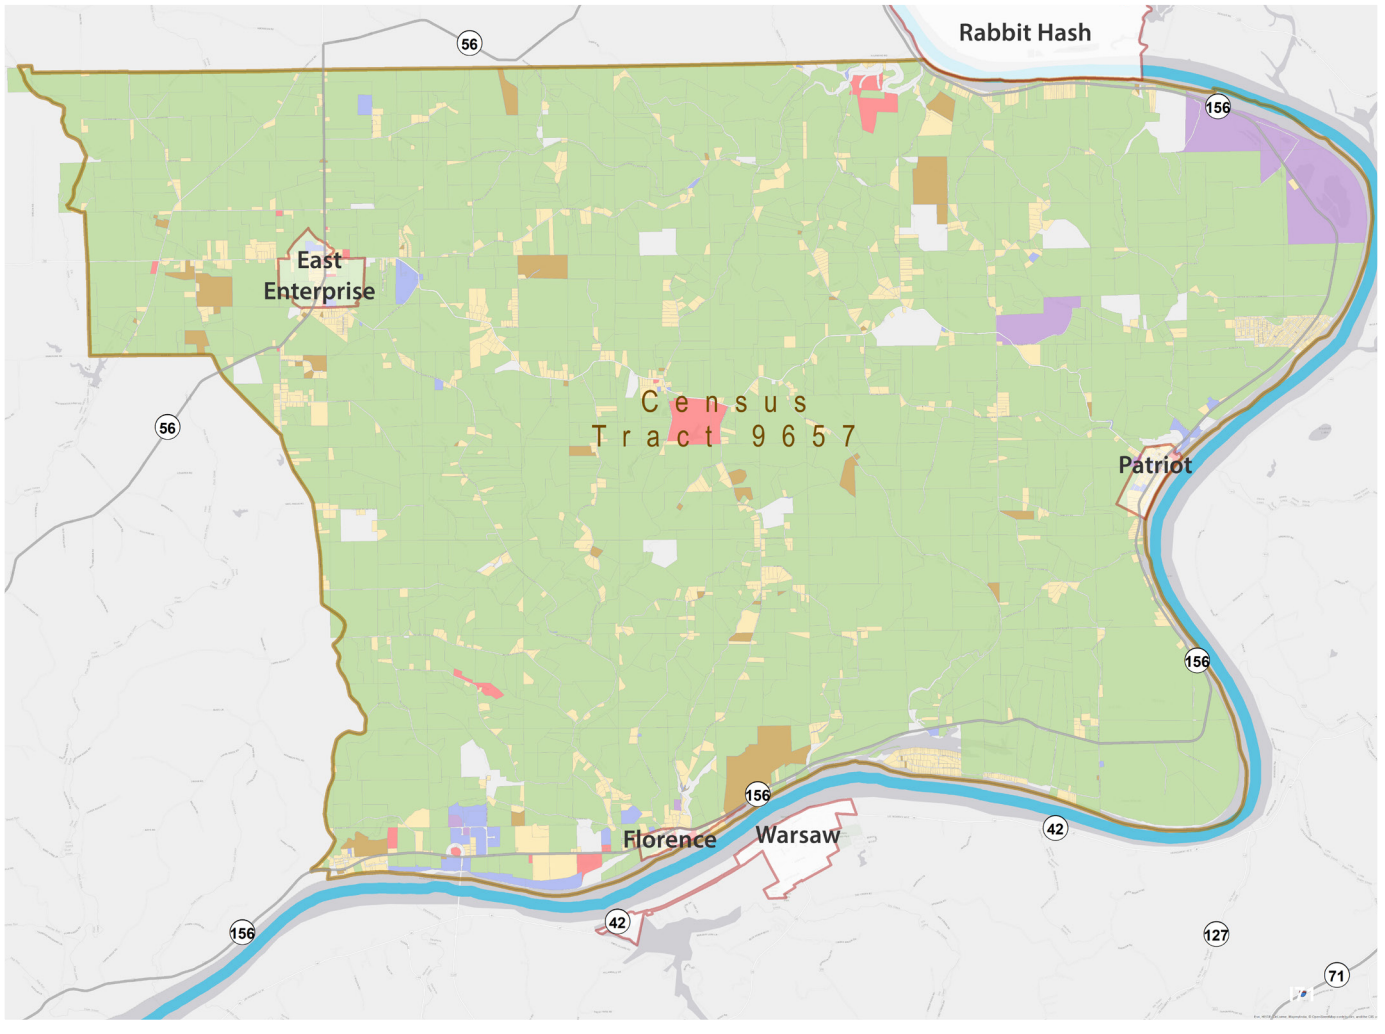 Rabbit Hash
56
156
East
Enterprise
Census
Tract 9657
56
Patriot
156
156
Florence
Warsaw
42
42
156
127
71